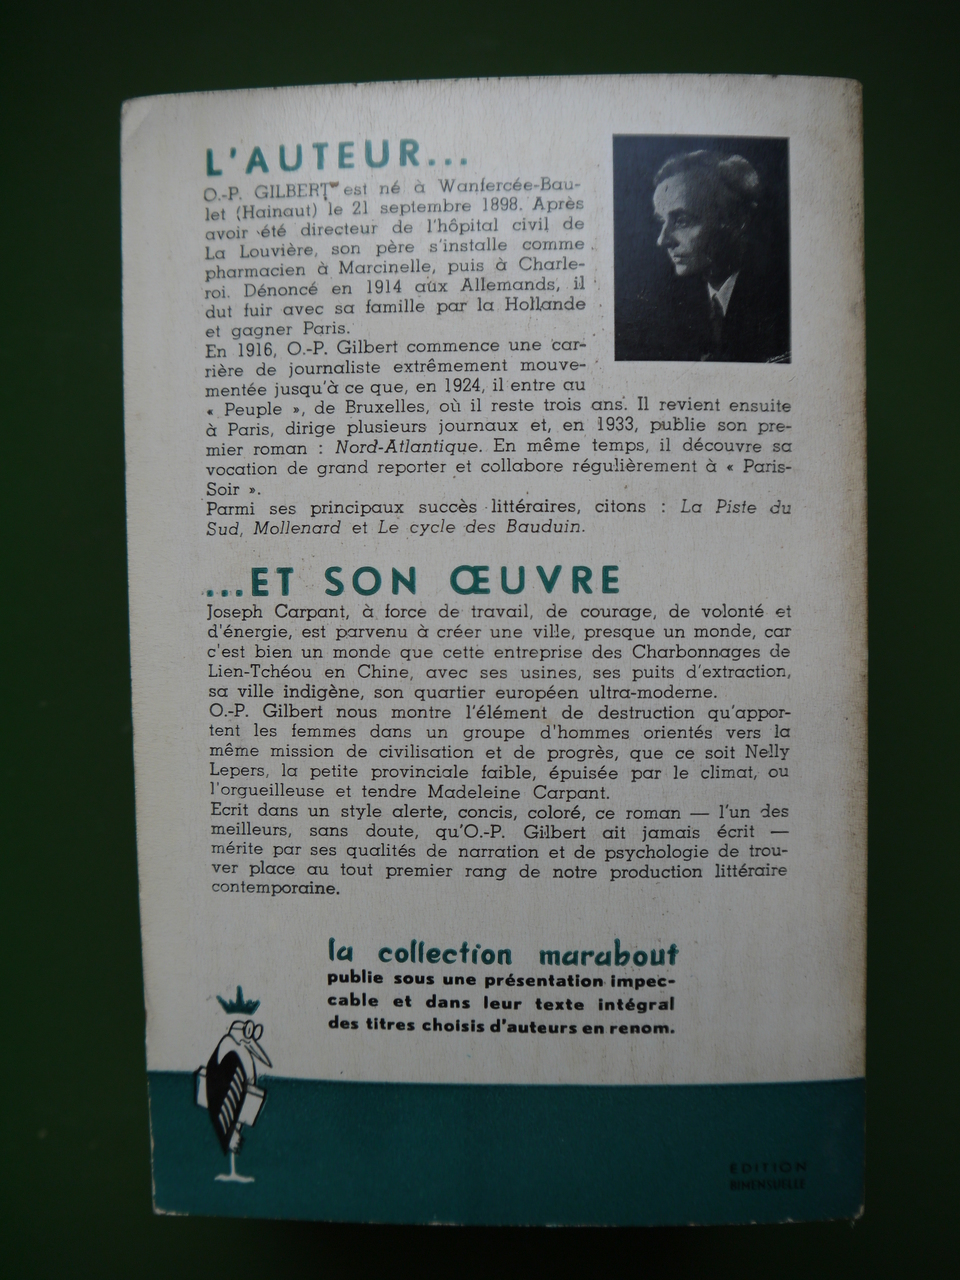 L'AUTEUR...
O.-P. GILBERT est né à Wanfercée-Bau-
let (Hainaut) le 21 septembre 1898. Après
avoir été directeur de l'hôpital civil de
La Louvière, son père s'installe comme
pharmacien à Marcinelle, puis à Charle-
roi. Dénoncé en 1914 aux Allemands, il
dut fuir avec sa famille par la Hollande
et gagner Paris.
En 1916, O.-P. Gilbert commence une car-
rière de journaliste extrêmement mouve-
mentée jusqu'à ce que, en 1924, il entre au
« Peuple », de Bruxelles, où il reste trois ans. Il revient ensuite
à Paris, dirige plusieurs journaux et, en 1933, publie son pre-
mier roman : Nord-Atlantique. En même temps, il découvre sa
vocation de grand reporter et collabore régulièrement à « Paris-
Soir ».
Parmi ses principaux succès littéraires, citons : La Piste du
Sud, Mollenard et Le cycle des Bauduin.
...ET SON ŒUVRE
Joseph Carpant, à force de travail, de courage, de volonté et
d'énergie, est parvenu à créer une ville, presque un monde, car
c'est bien un monde que cette entreprise des Charbonnages de
Lien-Tchéou en Chine, avec ses usines, ses puits d'extraction,
sa ville indigène, son quartier européen ultra-moderne.
O.-P. Gilbert nous montre l'élément de destruction qu'appor-
tent les femmes dans un groupe d'hommes orientés vers la
même mission de civilisation et de progrès, que ce soit Nelly
Lepers, la petite provinciale faible, épuisée par le climat, ou
l'orgueilleuse et tendre Madeleine Carpant.
Ecrit dans un style alerte, concis, coloré, ce roman — l'un des
meilleurs, sans doute, qu'O.-P. Gilbert ait jamais écrit —
mérite par ses qualités de narration et de psychologie de trou-
ver place au tout premier rang de notre production littéraire
contemporaine.
la collection marabout
publie sous une présentation impec-
cable et dans leur texte intégral
des titres choisis d'auteurs en renom.
EDITION
BIMENSUELLE